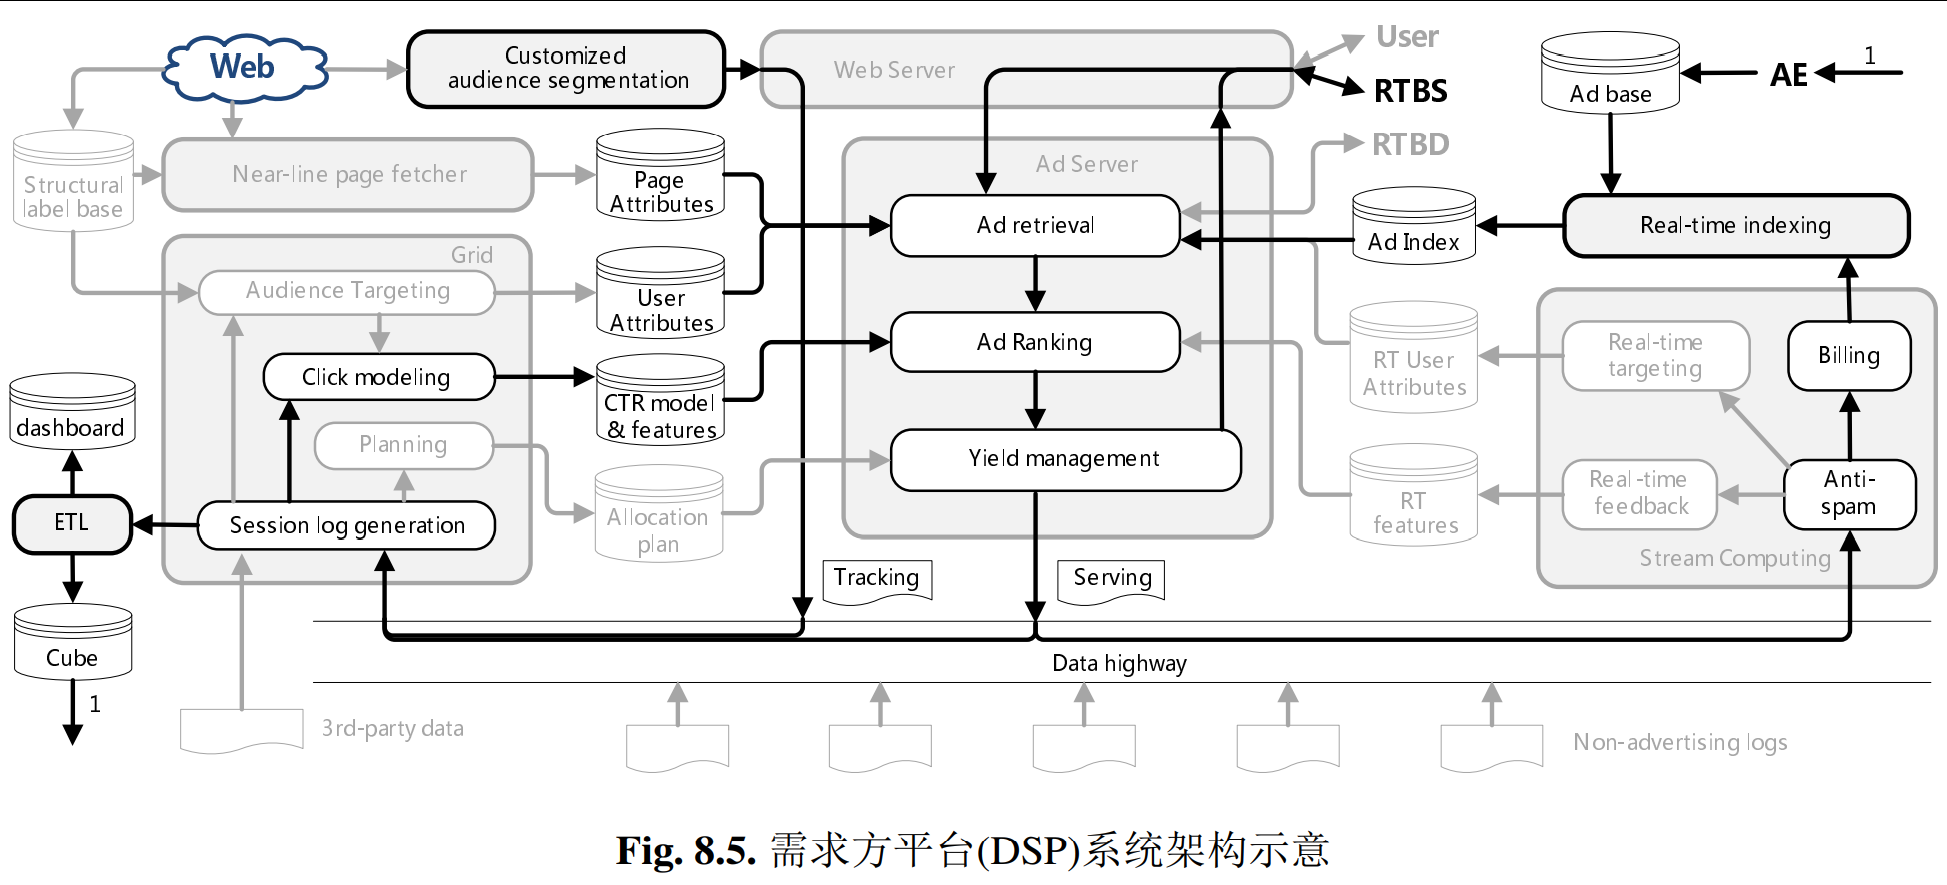 Web
Customized
audience segmentation
Web Server
User
RTBS
RTBD
Ad base
AE
1
Structural
label base
Near-line page fetcher
Page
Attributes
Ad Server
Ad retrieval
Ad Index
Real-time indexing
Grid
Audience Targeting
User
Attributes
Click modeling
CTR model
& features
Ad Ranking
RT User
Attributes
Real-time
targeting
Billing
dashboard
Planning
Allocation
plan
Yield management
RT
features
Real-time
feedback
Anti-
spam
Stream Computing
ETL
Session log generation
Tracking
Serving
Cube
1
Data highway
3rd-party data
Non-advertising logs
Fig. 8.5. 需求方平台(DSP)系统架构示意